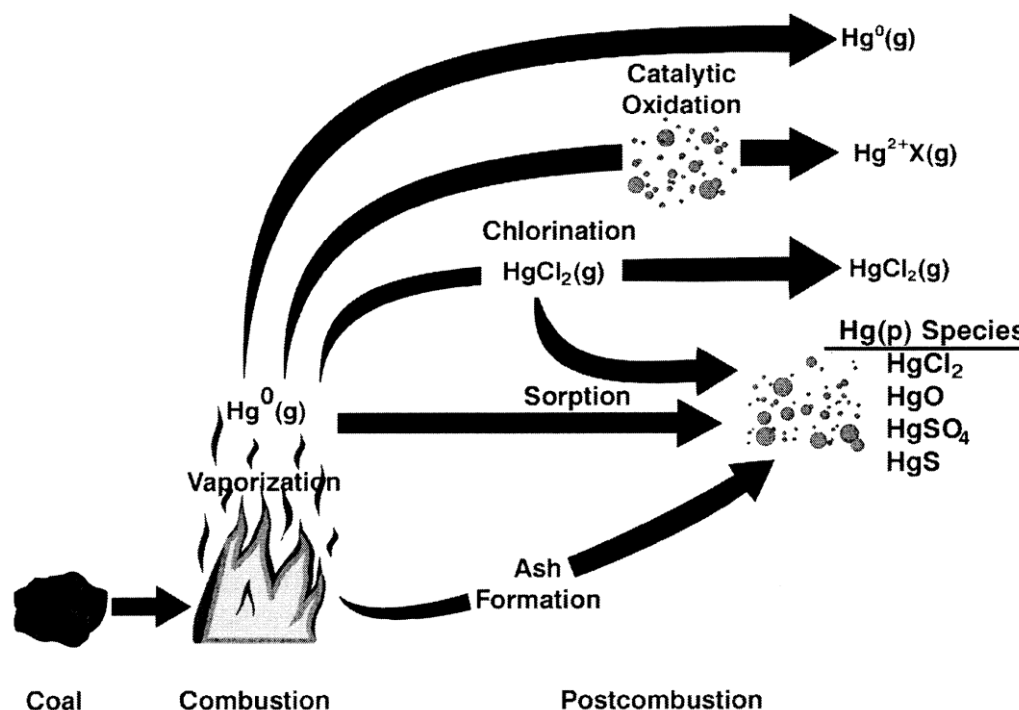 Hg⁰(g)
Catalytic
Oxidation
Hg²⁺X(g)
Chlorination
HgCl₂(g)
HgCl₂(g)
Hg(p) Species
HgCl₂
HgO
HgSO₄
HgS
Hg⁰(g)
Sorption
Vaporization
Ash
Formation
Coal
Combustion
Postcombustion